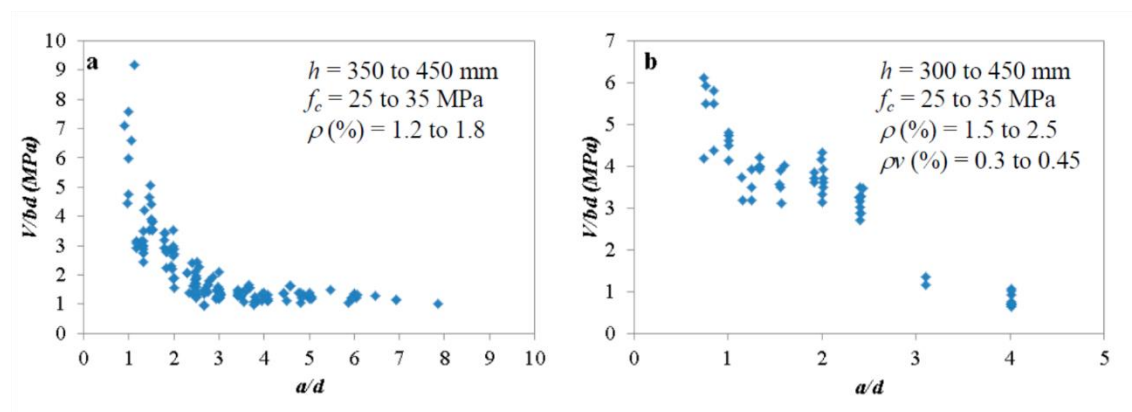 a
h = 350 to 450 mm
f_c = 25 to 35 MPa
ρ (%) = 1.2 to 1.8
10
9
8
7
6
5
4
3
2
1
0
V/bd (MPa)
0 1 2 3 4 5 6 7 8 9 10
a/d
b
h = 300 to 450 mm
f_c = 25 to 35 MPa
ρ (%) = 1.5 to 2.5
ρv (%) = 0.3 to 0.45
7
6
5
4
3
2
1
0
V/bd (MPa)
0 1 2 3 4 5
a/d